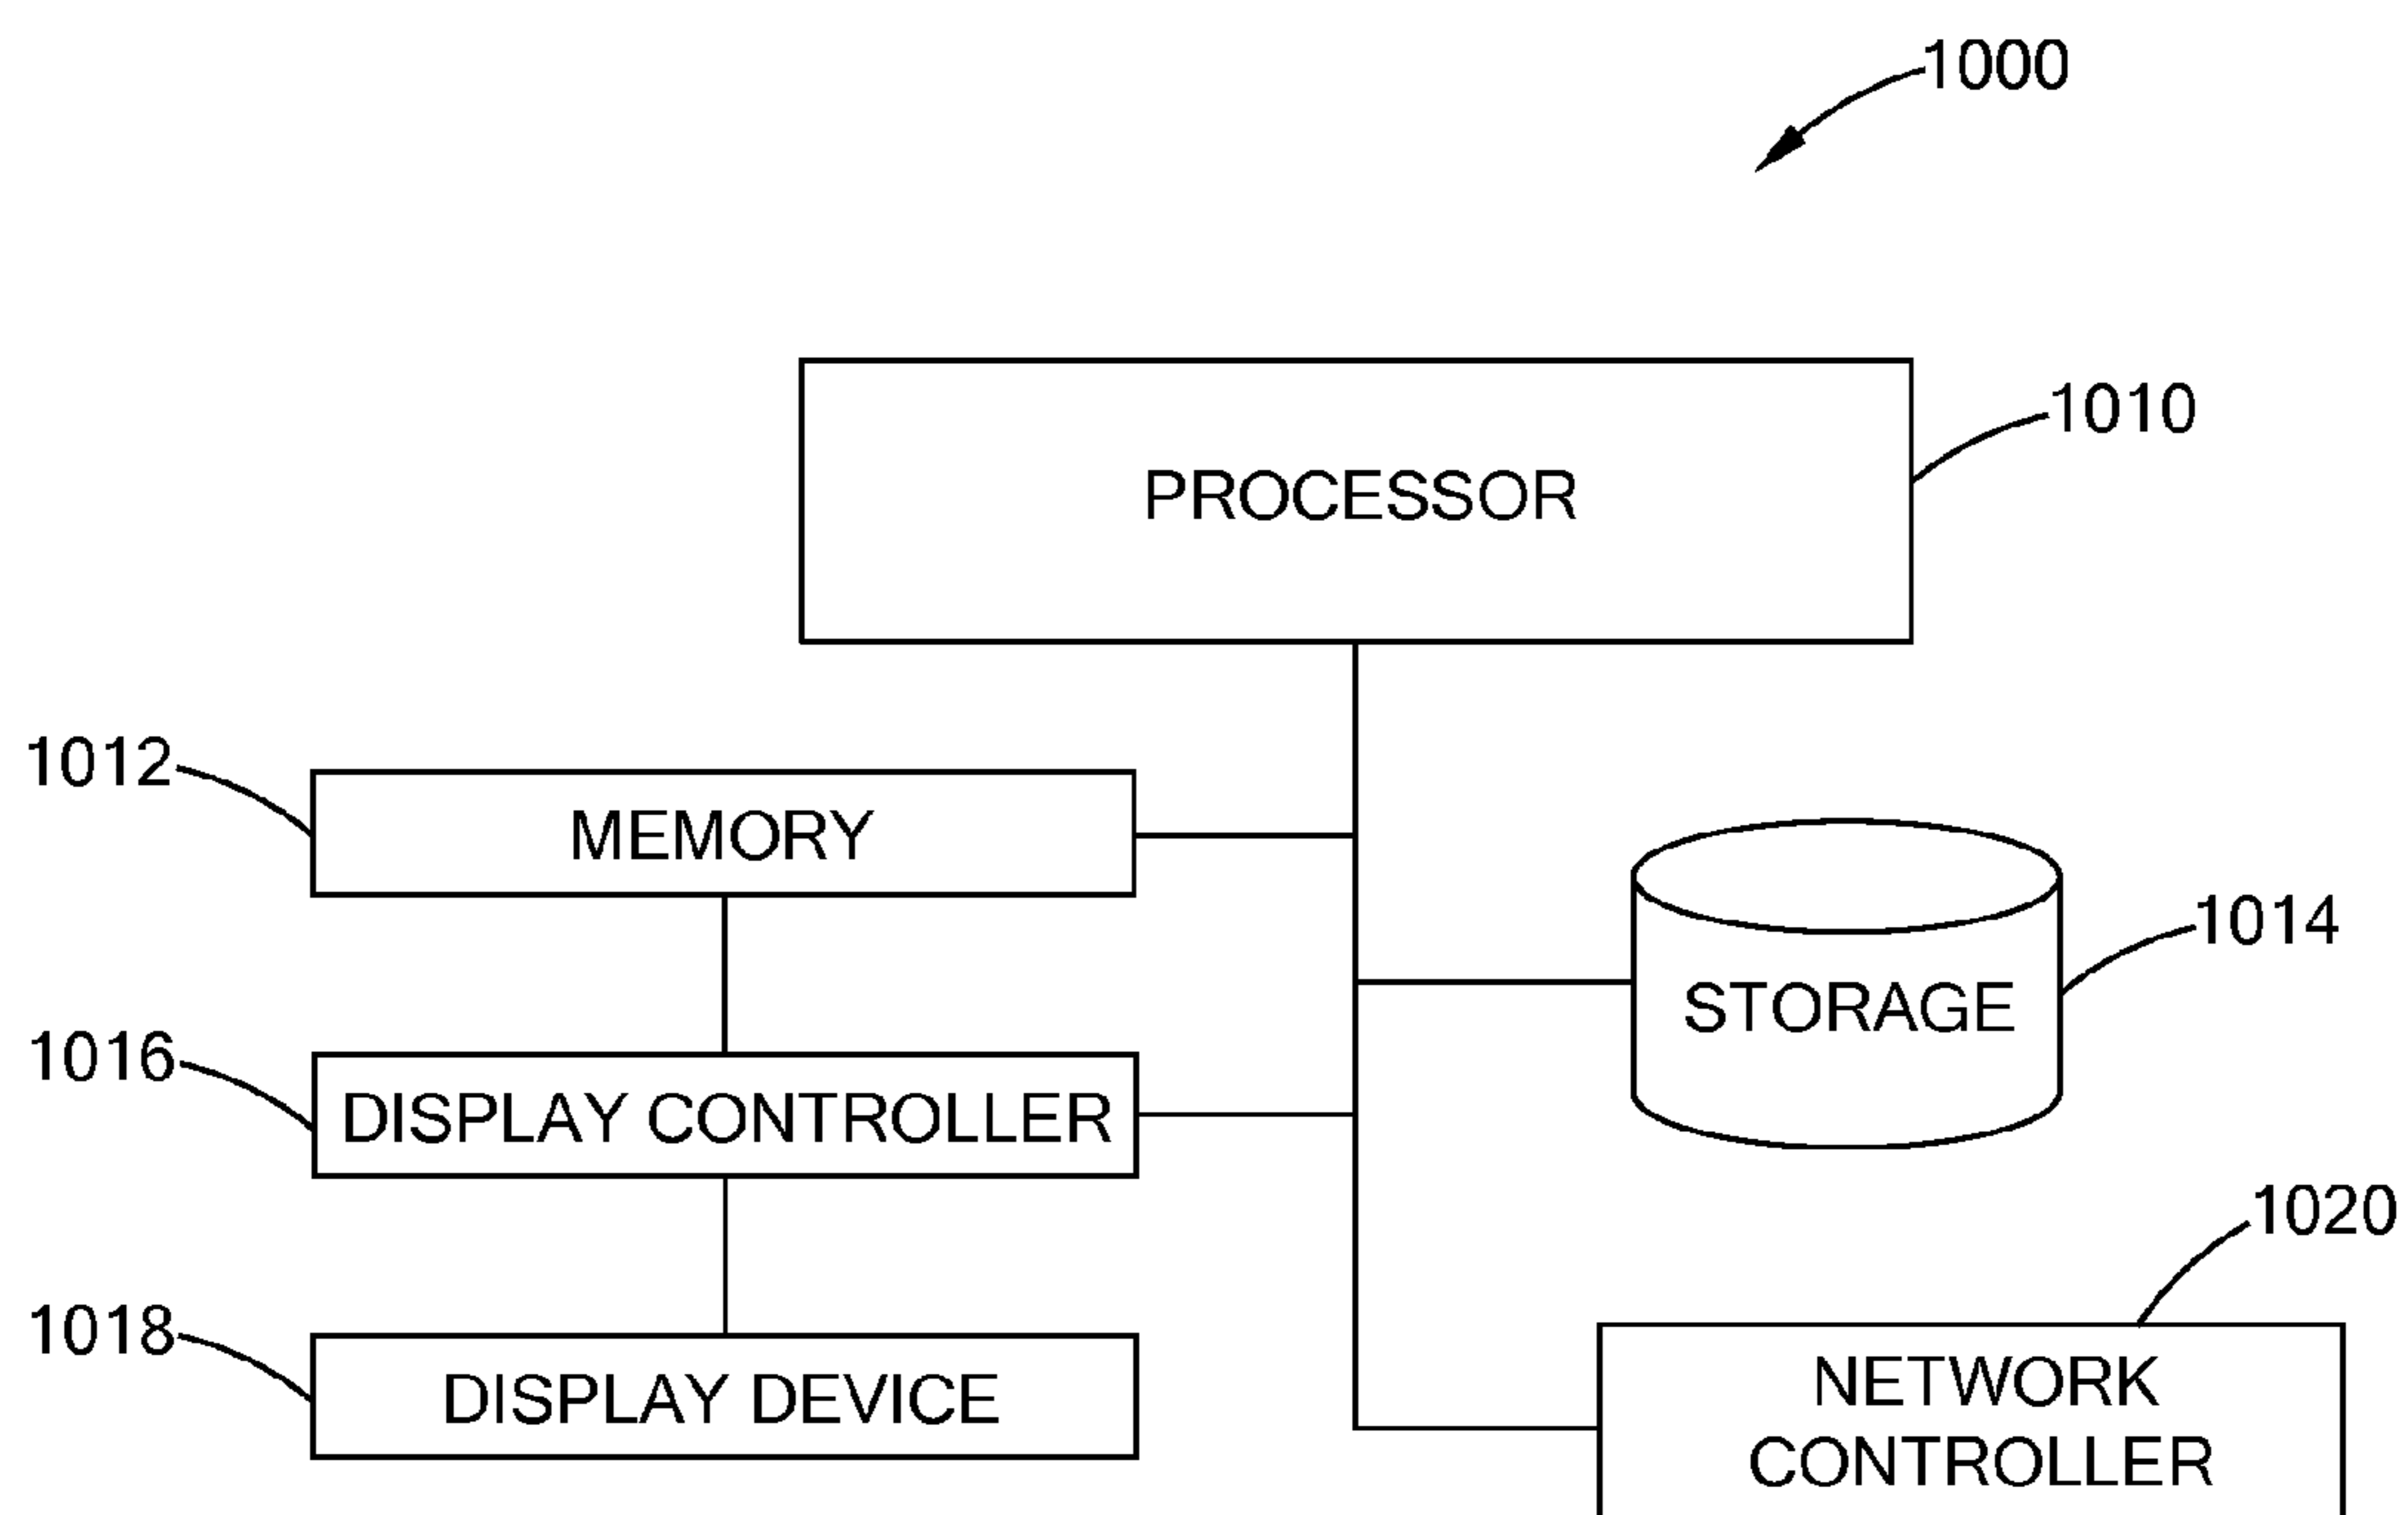 1000
1010
PROCESSOR
1012
MEMORY
1014
STORAGE
1016
DISPLAY CONTROLLER
1020
1018
DISPLAY DEVICE
NETWORK
CONTROLLER